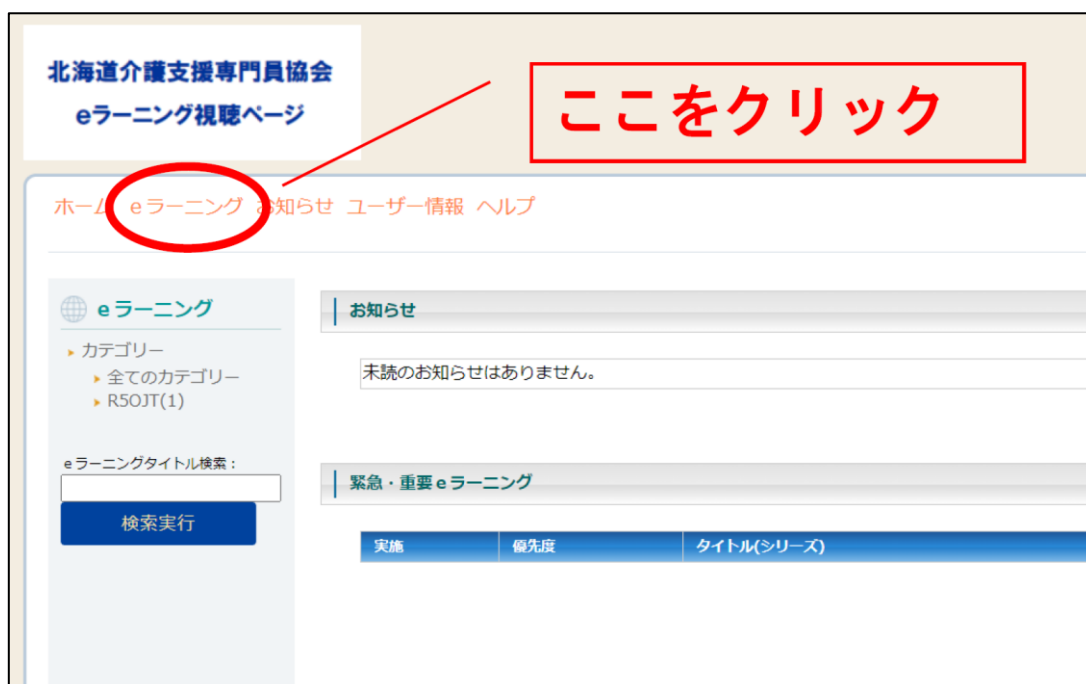 北海道介護支援専門員協会
eラーニング視聴ページ
ここをクリック
ホーム eラーニング お知らせ ユーザー情報 ヘルプ
eラーニング
カテゴリー
全てのカテゴリー
R5OJT(1)
eラーニングタイトル検索：
検索実行
お知らせ
未読のお知らせはありません。
緊急・重要eラーニング
実施 優先度 タイトル(シリーズ)